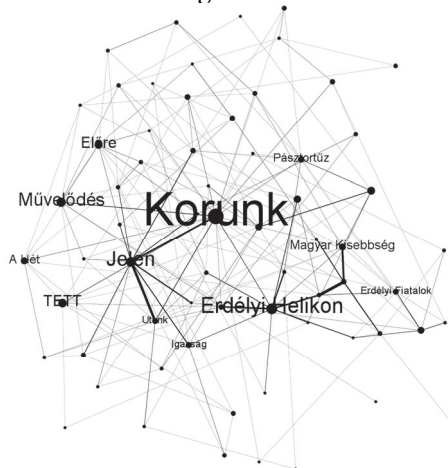 Előre
Pásztortűz
Művelődés
Korunk
Magyar Kisebbség
A Hét
Jelen
Erdélyi Fiatalok
TETT
Erdélyi Helikon
Utunk
Igazság